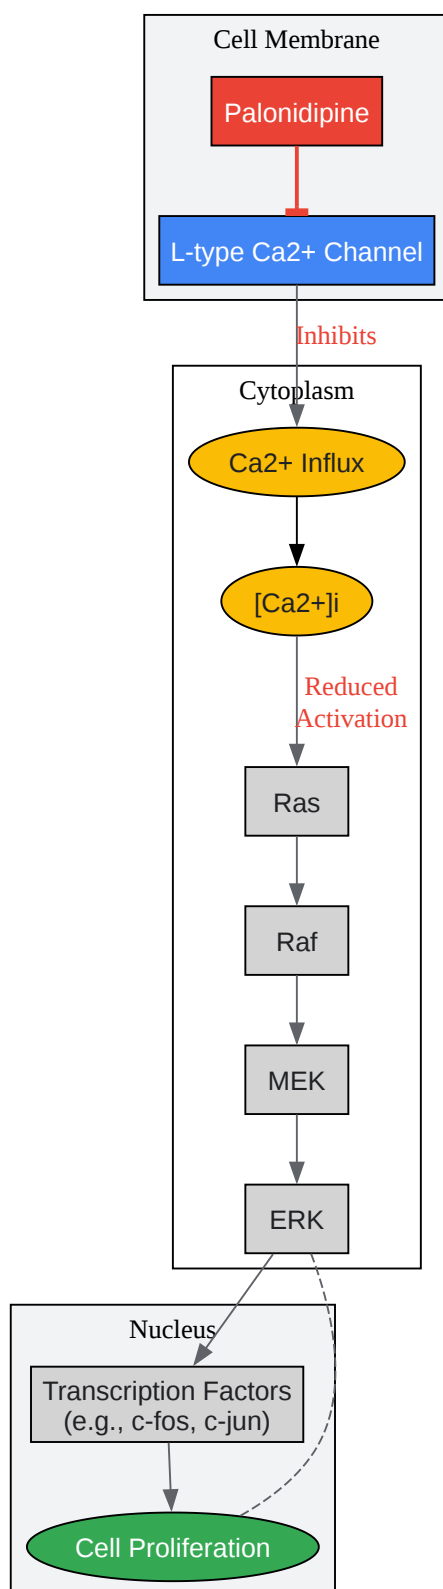 Cell Membrane
Palonidipine
L-type Ca2+ Channel
Inhibits
Cytoplasm
Ca2+ Influx
[Ca2+]i
Reduced
Activation
Ras
Raf
MEK
ERK
Nucleus
Transcription Factors
(e.g., c-fos, c-jun)
Cell Proliferation